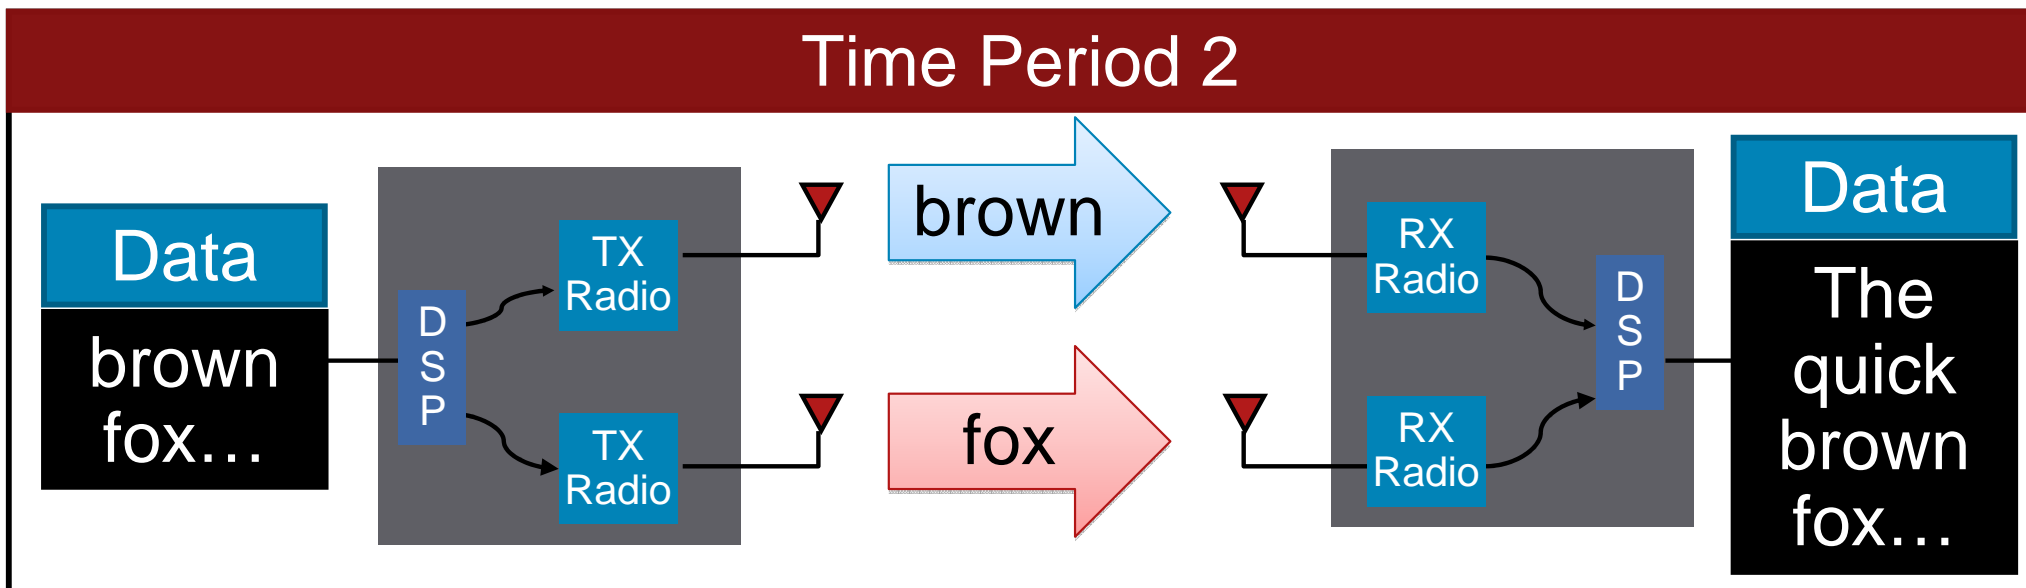 Time Period 2
Data
brown
fox…
D
S
P
TX
Radio
TX
Radio
brown
fox
RX
Radio
RX
Radio
D
S
P
Data
The
quick
brown
fox…